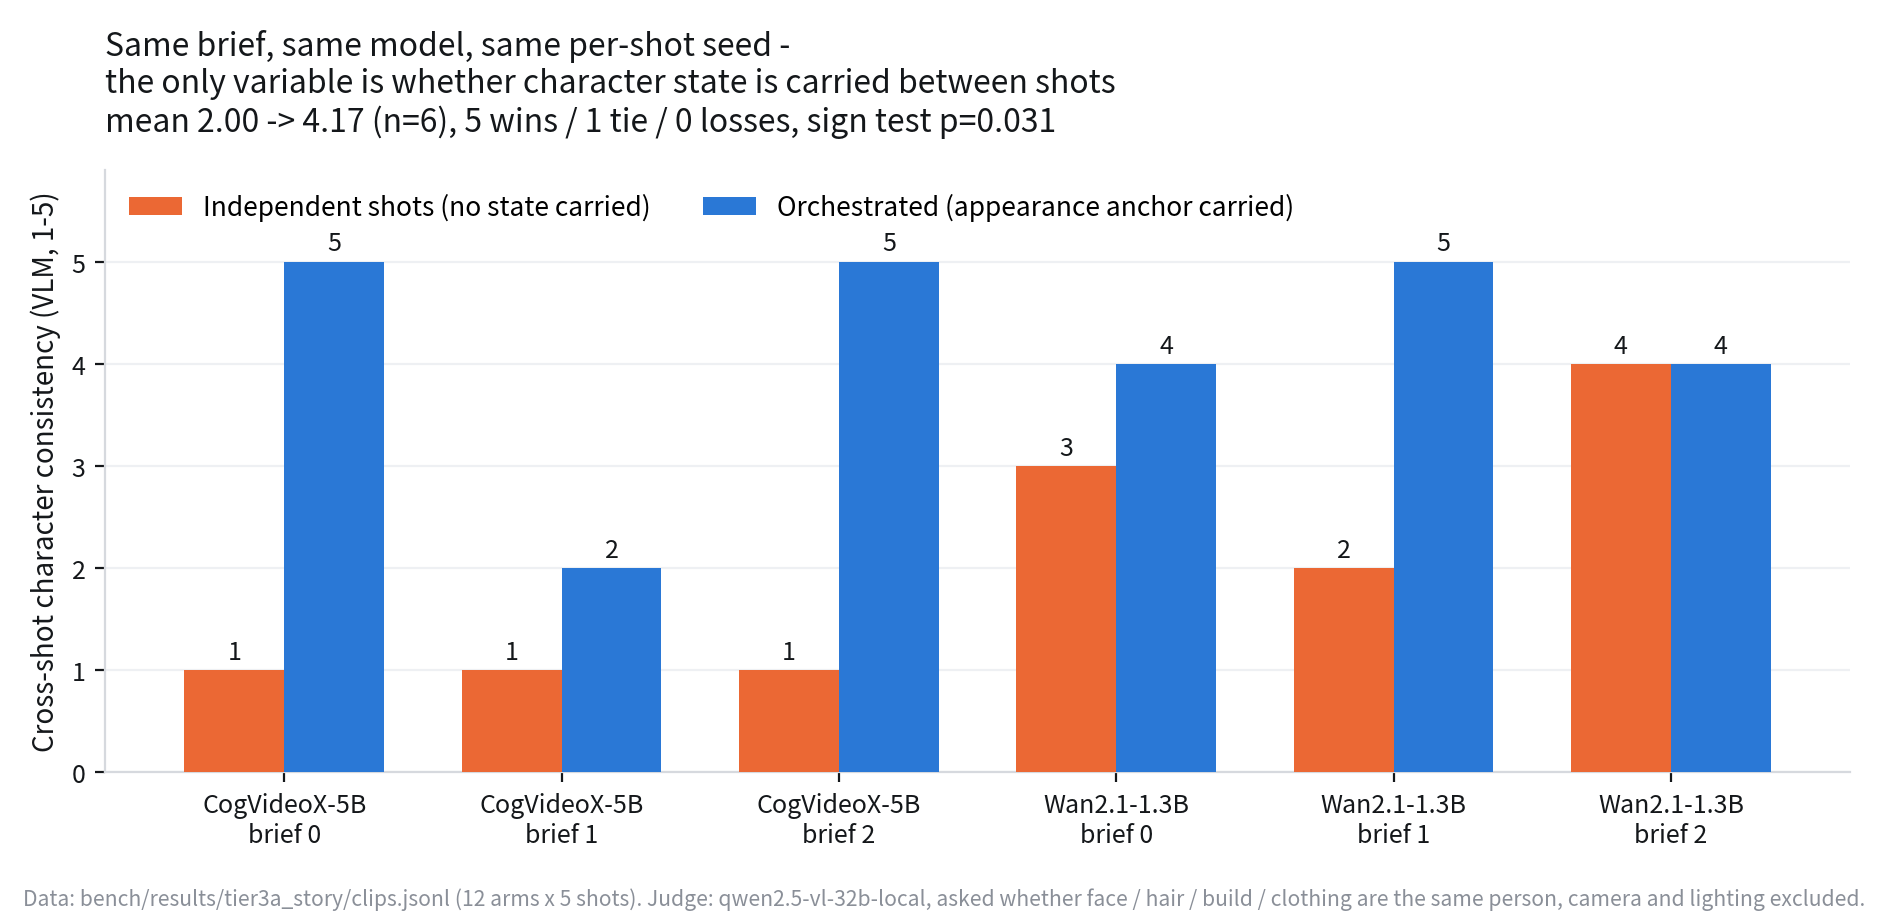 Same brief, same model, same per-shot seed -
the only variable is whether character state is carried between shots
mean 2.00 -> 4.17 (n=6), 5 wins / 1 tie / 0 losses, sign test p=0.031
Independent shots (no state carried)
Orchestrated (appearance anchor carried)
Cross-shot character consistency (VLM, 1-5)
5
4
3
2
1
0
1
5
1
2
1
5
3
4
2
5
4
4
CogVideoX-5B
brief 0
CogVideoX-5B
brief 1
CogVideoX-5B
brief 2
Wan2.1-1.3B
brief 0
Wan2.1-1.3B
brief 1
Wan2.1-1.3B
brief 2
Data: bench/results/tier3a_story/clips.jsonl (12 arms x 5 shots). Judge: qwen2.5-vl-32b-local, asked whether face / hair / build / clothing are the same person, camera and lighting excluded.